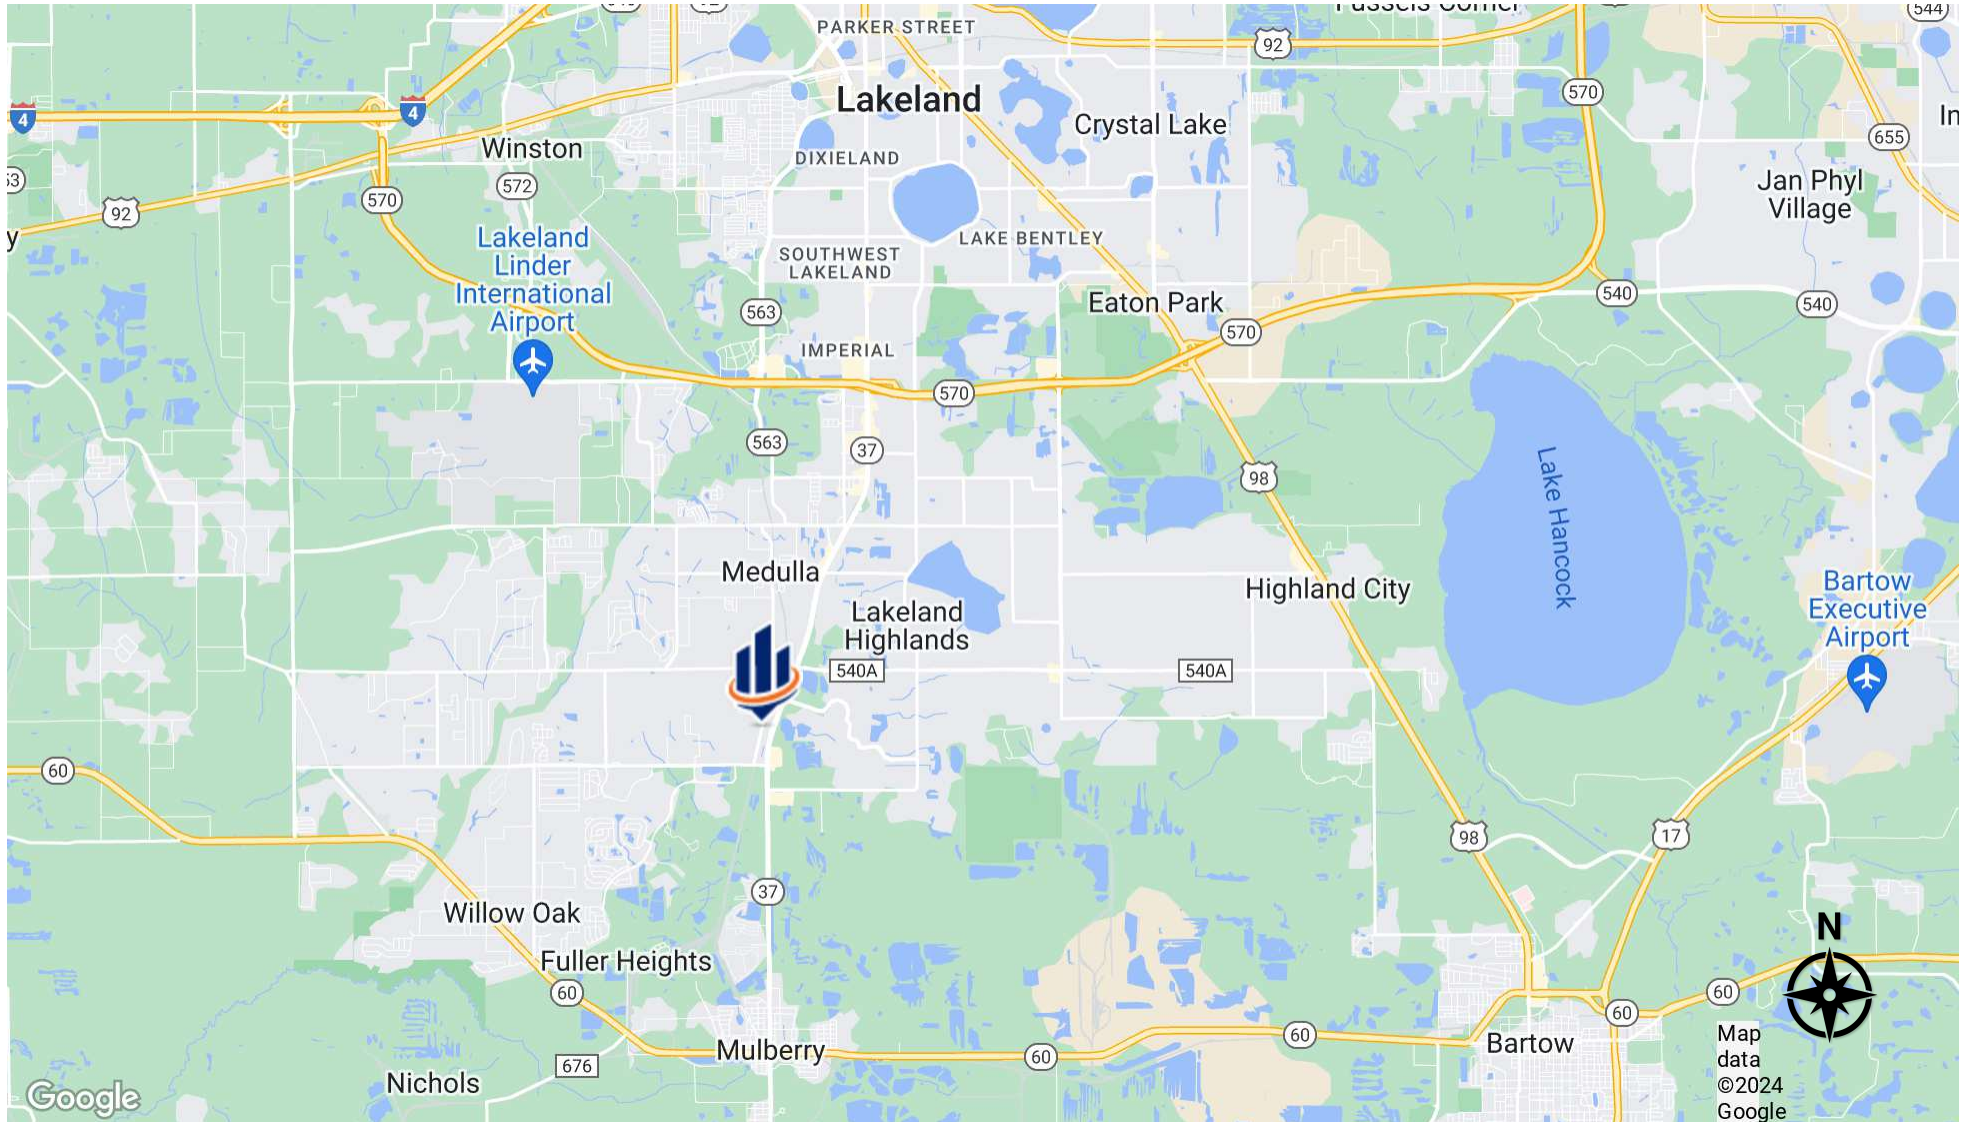 PARKER STREET
544
92
Lakeland
570
4
4
Crystal Lake
655
Winston
DIXIELAND
572
Jan Phyl
Village
570
92
Lakeland
Linder
International
Airport
LAKE BENTLEY
SOUTHWEST
LAKELAND
Eaton Park
540
540
563
570
IMPERIAL
570
563
37
98
Lake Hancock
Medulla
Highland City
Bartow
Executive
Airport
Lakeland
Highlands
540A
540A
60
98
17
37
Willow Oak
N
Fuller Heights
60
60
60
60
60
Mulberry
Bartow
676
Nichols
Map
data
©2024
Google
Google